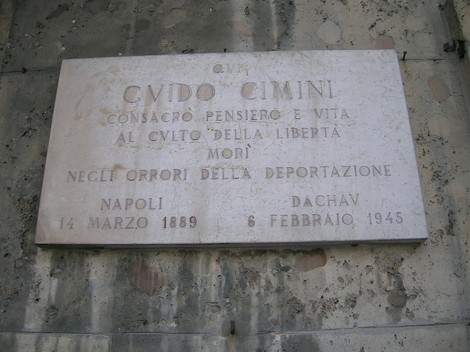 QVI
GVIDO CIMINI
CONSACRÒ PENSIERO E VITA
AL CVLTO DELLA LIBERTÀ
MORÌ
NEGLI ORRORI DELLA DEPORTAZIONE
NAPOLI DACHAV
14 MARZO 1889 6 FEBBRAIO 1945